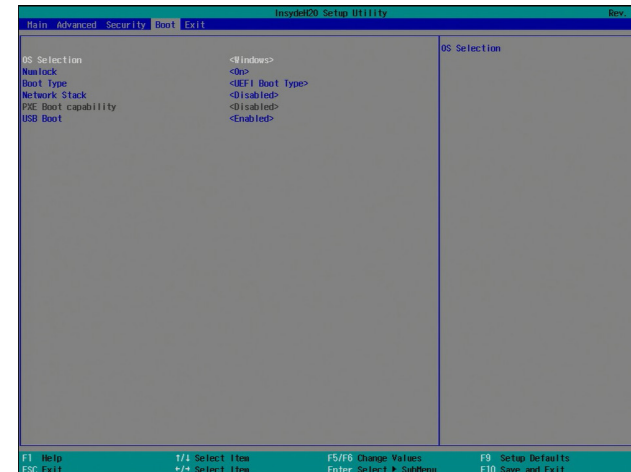 InsydeH20 Setup Utility Rev.
Main Advanced Security Boot Exit
OS Selection <Windows> OS Selection
Numlock <On>
Boot Type <UEFI Boot Type>
Network Stack <Disabled>
PXE Boot capability <Disabled>
USB Boot <Enabled>
F1 Help ↑/↓ Select Item F5/F6 Change Values F9 Setup Defaults
ESC Exit ←/→ Select Item Enter Select ▶ SubMenu F10 Save and Exit